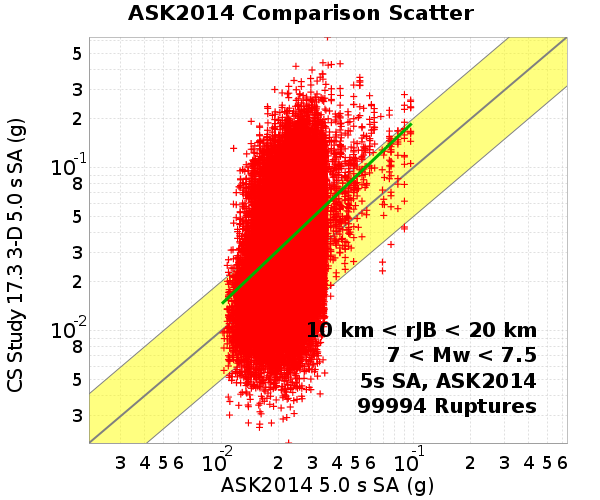 ASK2014 Comparison Scatter
CS Study 17.3 3-D 5.0 s SA (g)
5
3
2
10-1
8
5
3
2
10-2
8
5
3
10 km < rJB < 20 km
7 < Mw < 7.5
5s SA, ASK2014
99994 Ruptures
3 4 5 6 10-2 2 3 4 5 6 10-1 2 3 4 5 6
ASK2014 5.0 s SA (g)